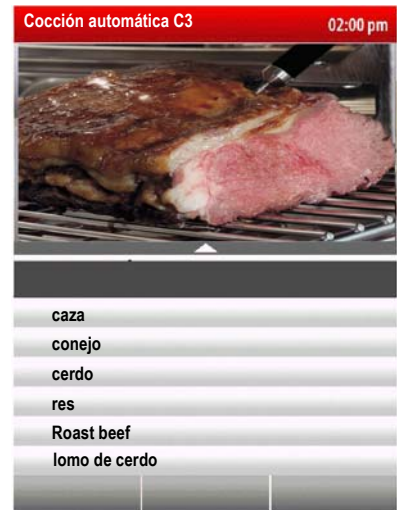 Cocción automática C3 02:00 pm
caza
conejo
cerdo
res
Roast beef
lomo de cerdo